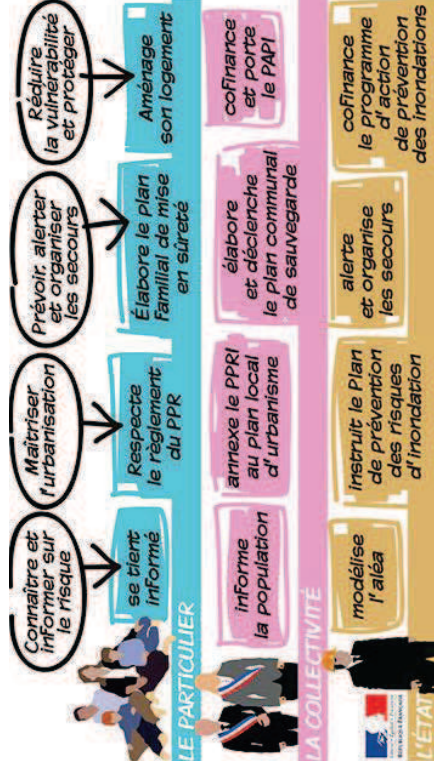 Connaître et
informer sur
le risque
Maîtriser
l'urbanisation
Prévoir, alerter
et organiser
les secours
Réduire
la vulnérabilité
et protéger
se tient
informé
Respecte
le règlement
du PPR
Élabore le Plan
Familial de mise
en sûreté
Aménage
son logement
LE PARTICULIER
informe
la population
annexe le PPRI
au plan local
d'urbanisme
élabore
et déclenche
le plan communal
de sauvegarde
cofinance
et porte
le PAPI
LA COLLECTIVITÉ
modélise
l'aléa
instruit le Plan
de prévention
des risques
d'inondation
alerte
et organise
les secours
cofinance
le programme
d'action
de prévention
des inondations
RÉPUBLIQUE FRANÇAISE
L'ÉTAT